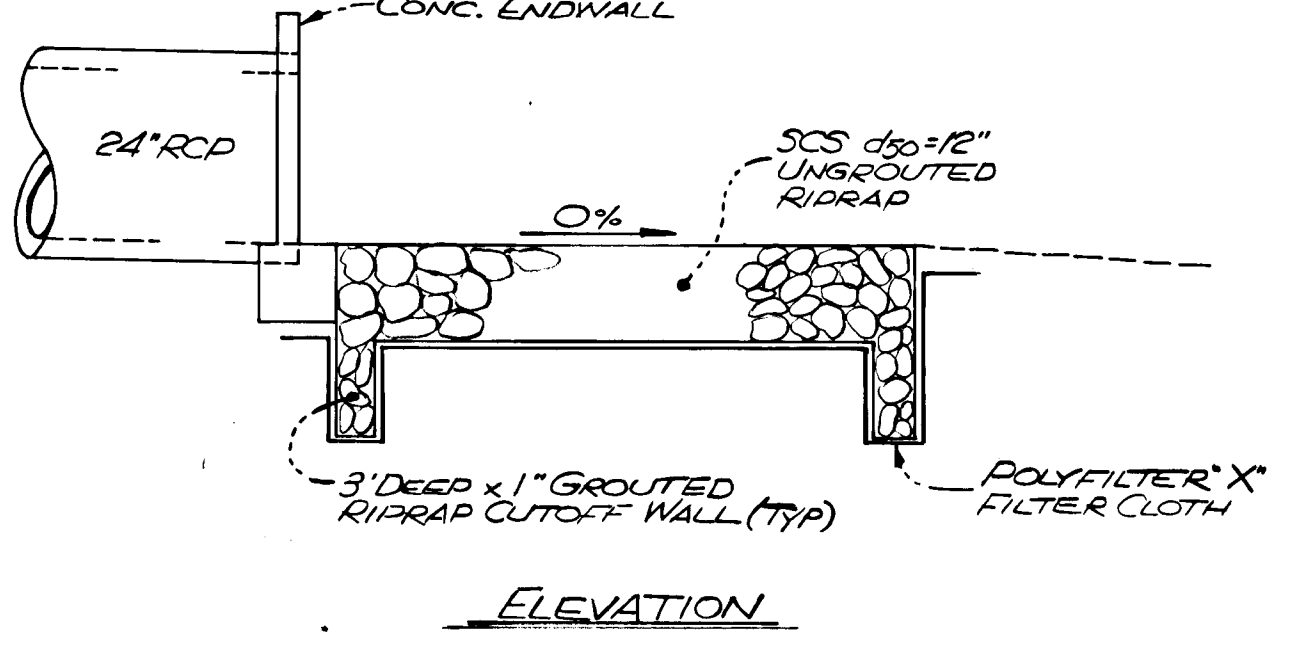 CONC. ENDWALL
24" RCP
SCS d50=12"
UNGROUTED
RIPRAP
0%
3' DEEP x 1" GROUTED
RIPRAP CUTOFF WALL (TYP)
POLYFILTER "X"
FILTER CLOTH
ELEVATION